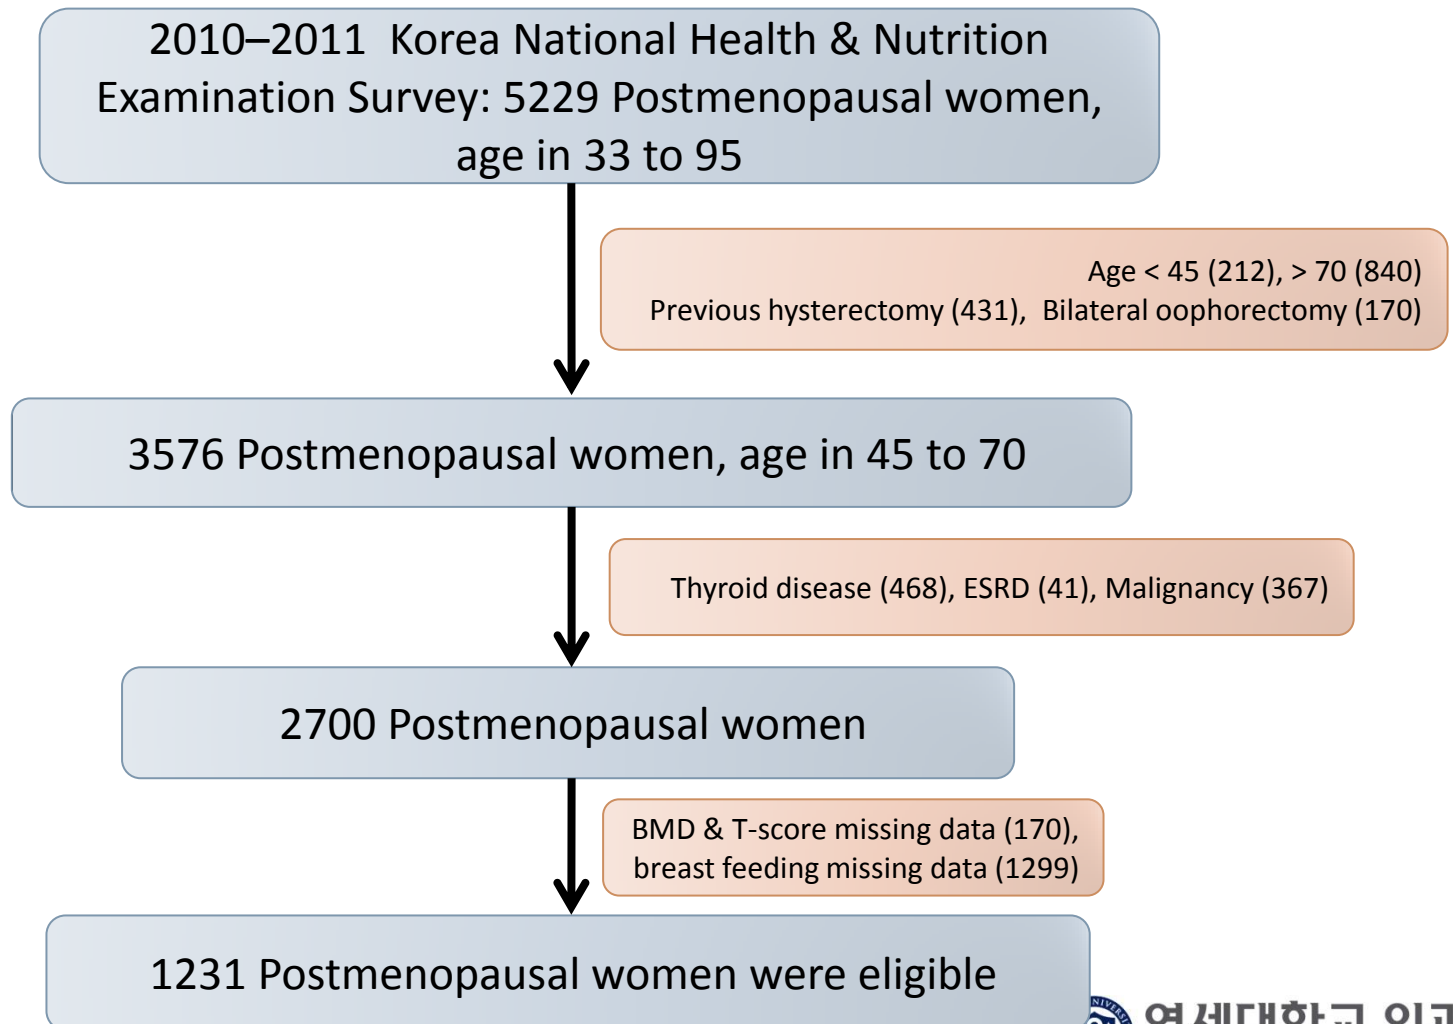 2010–2011 Korea National Health & Nutrition
Examination Survey: 5229 Postmenopausal women,
age in 33 to 95
Age < 45 (212), > 70 (840)
Previous hysterectomy (431), Bilateral oophorectomy (170)
3576 Postmenopausal women, age in 45 to 70
Thyroid disease (468), ESRD (41), Malignancy (367)
2700 Postmenopausal women
BMD & T-score missing data (170),
breast feeding missing data (1299)
1231 Postmenopausal women were eligible